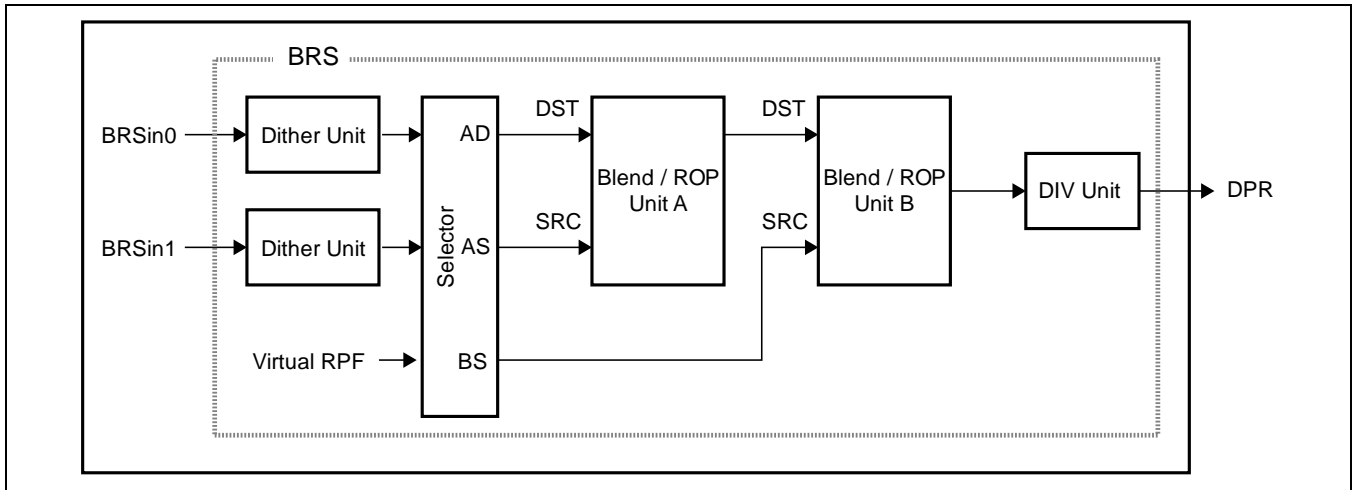 BRS
DST
DST
BRSin0
Dither Unit
AD
Blend / ROP
Unit A
Blend / ROP
Unit B
DIV Unit
DPR
BRSin1
Dither Unit
Selector
AS
SRC
SRC
Virtual RPF
BS